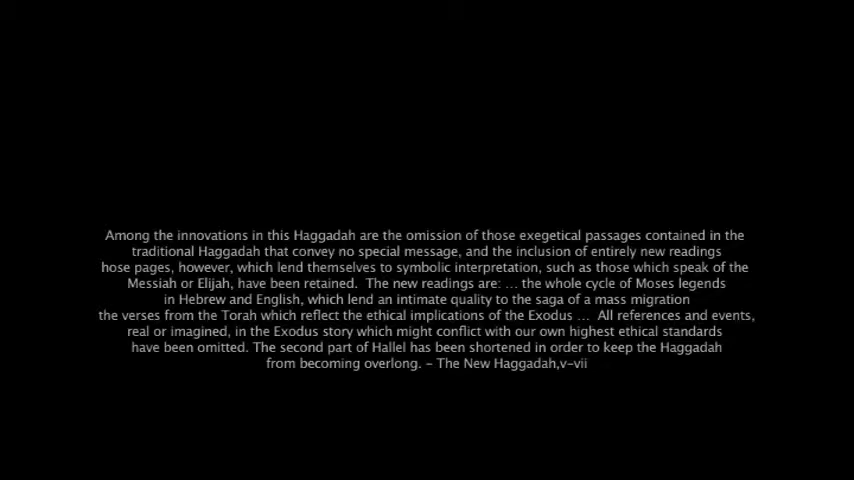 Among the innovations in this Haggadah are the omission of those exegetical passages contained in the
traditional Haggadah that convey no special message, and the inclusion of entirely new readings
hose pages, however, which lend themselves to symbolic interpretation, such as those which speak of the
Messiah or Elijah, have been retained.  The new readings are: ... the whole cycle of Moses legends
in Hebrew and English, which lend an intimate quality to the saga of a mass migration
the verses from the Torah which reflect the ethical implications of the Exodus ...  All references and events,
real or imagined, in the Exodus story which might conflict with our own highest ethical standards
have been omitted. The second part of Hallel has been shortened in order to keep the Haggadah
from becoming overlong. – The New Haggadah,v-vii